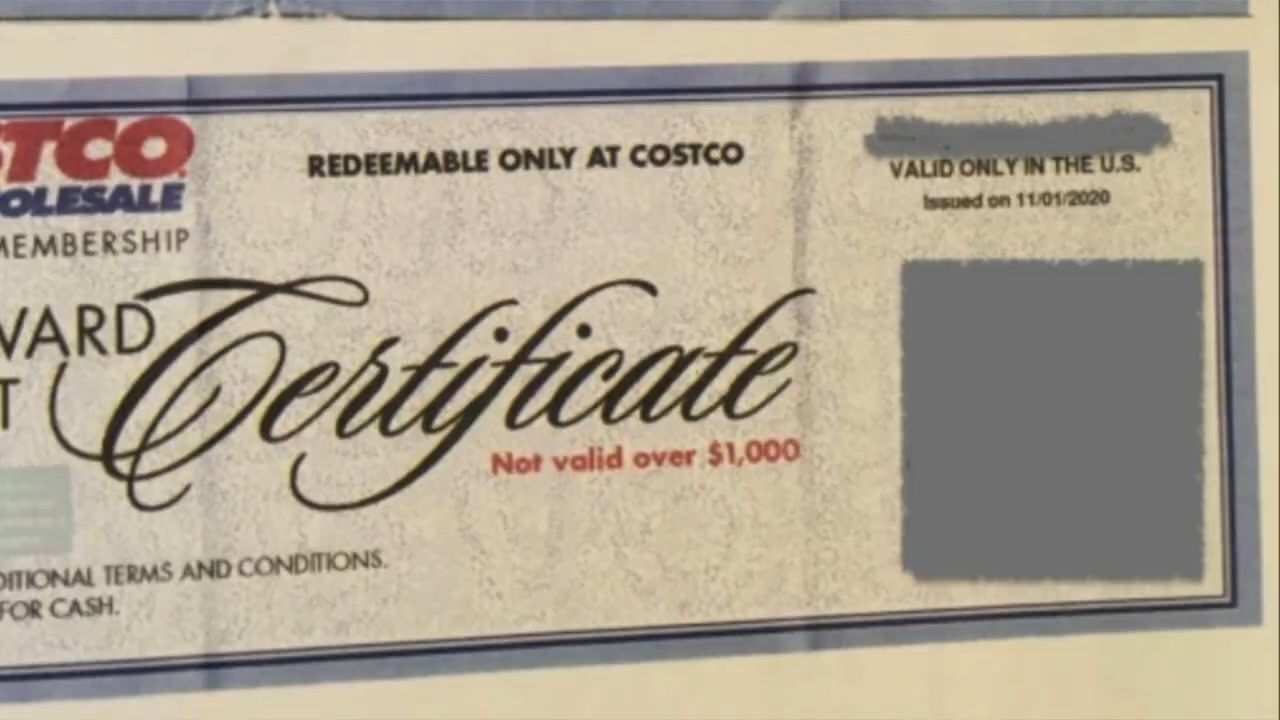 STCO
OLESALE
MEMBERSHIP
REDEEMABLE ONLY AT COSTCO
VALID ONLY IN THE U.S.
Issued on 11/01/2020
WARD
T
Certificate
Not valid over $1,000
DITIONAL TERMS AND CONDITIONS.
FOR CASH.